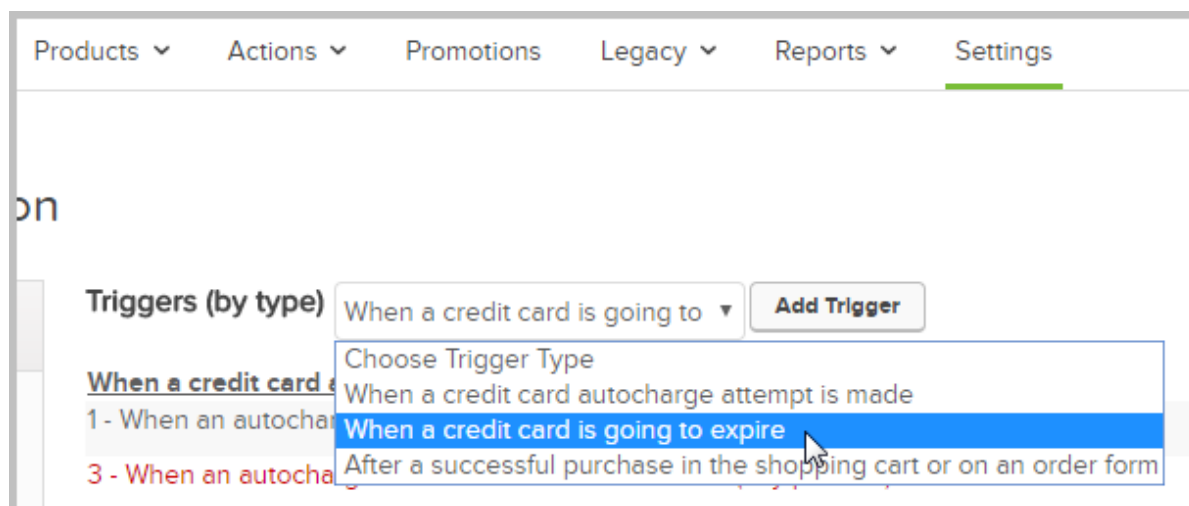 Products Actions Promotions Legacy Reports Settings
on
Triggers (by type) When a credit card is going to Add Trigger
Choose Trigger Type
When a credit card
When a credit card autocharge attempt is made
1 - When an autochar
When a credit card is going to expire
After a successful purchase in the shopping cart or on an order form
3 - When an autocharg